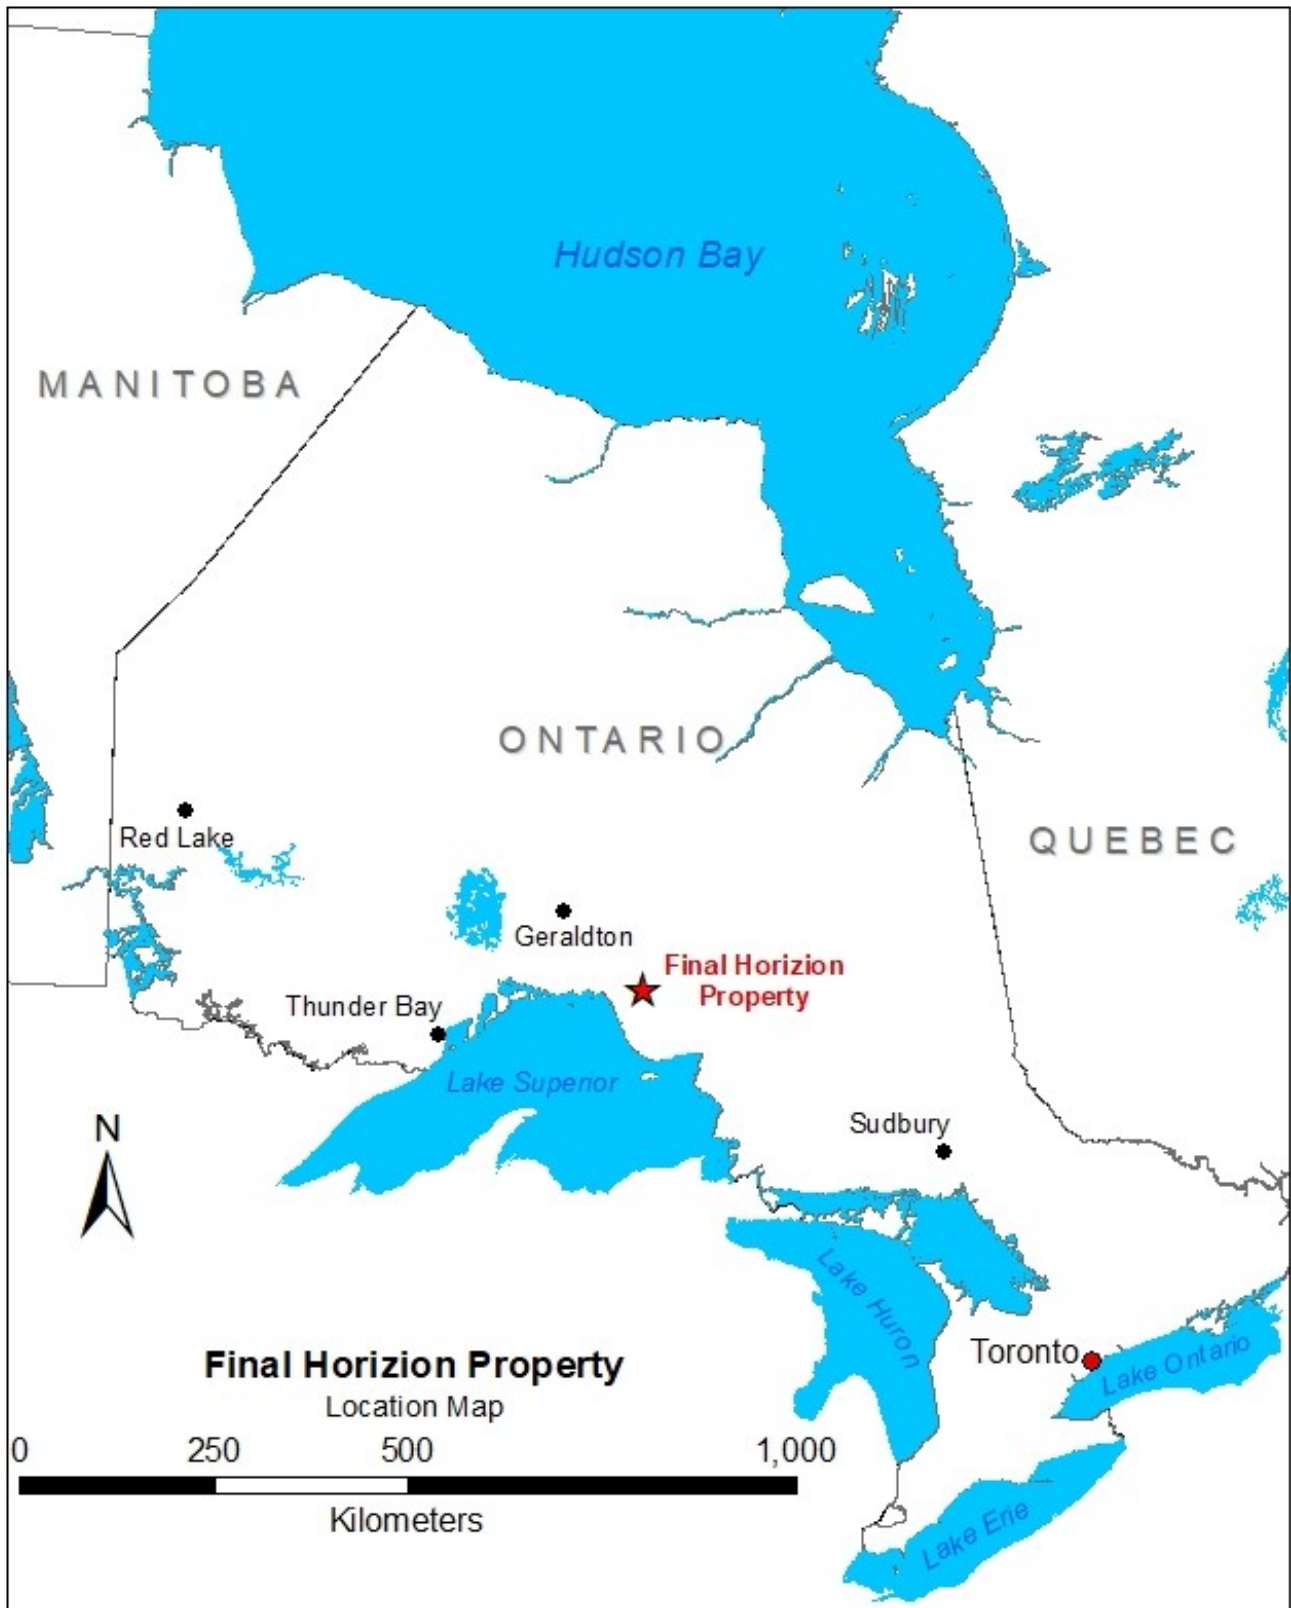 Hudson Bay
MANITOBA
ONTARIO
QUEBEC
Red Lake
Geraldton
Final Horizion
Property
Thunder Bay
Lake Superior
N
Sudbury
Lake Huron
Toronto
Lake Ontario
Final Horizion Property
Location Map
0 250 500 1,000
Kilometers
Lake Erie